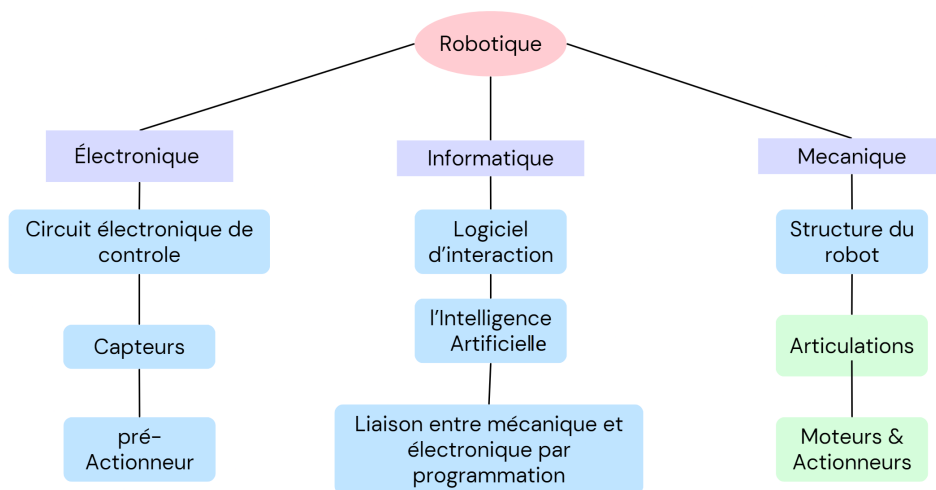 Robotique
Électronique
Informatique
Mecanique
Circuit électronique de
controle
Logiciel
d'interaction
Structure du
robot
Capteurs
l'Intelligence
Artificielle
Articulations
pré-
Actionneur
Liaison entre mécanique et
électronique par
programmation
Moteurs &
Actionneurs